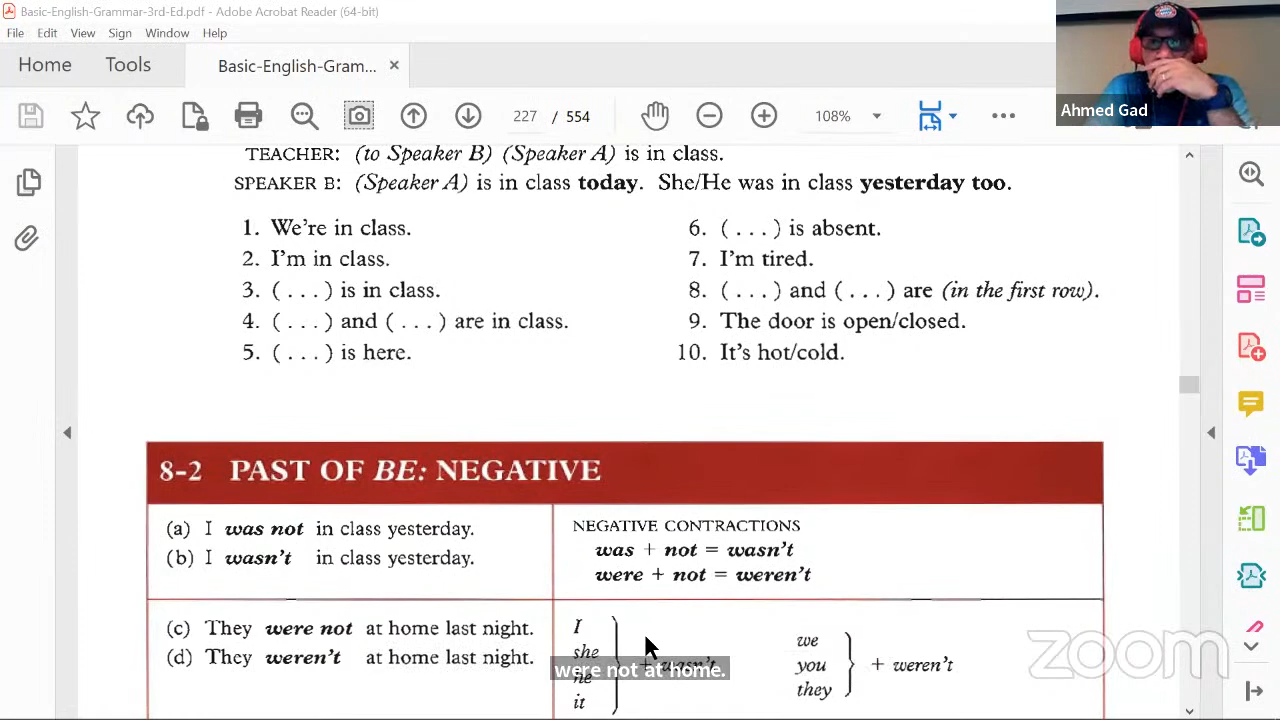 Basic-English-Grammar-3rd-Ed.pdf - Adobe Acrobat Reader (64-bit)
File Edit View Sign Window Help
Home Tools Basic-English-Gram... ×
227 / 554 108%
Ahmed Gad
TEACHER: (to Speaker B) (Speaker A) is in class.
SPEAKER B: (Speaker A) is in class today. She/He was in class yesterday too.
1. We're in class.
2. I'm in class.
3. ( . . . ) is in class.
4. ( . . . ) and ( . . . ) are in class.
5. ( . . . ) is here.
6. ( . . . ) is absent.
7. I'm tired.
8. ( . . . ) and ( . . . ) are (in the first row).
9. The door is open/closed.
10. It's hot/cold.
8-2 PAST OF BE: NEGATIVE
(a) I was not in class yesterday.
(b) I wasn't in class yesterday.
NEGATIVE CONTRACTIONS
was + not = wasn't
were + not = weren't
(c) They were not at home last night.
(d) They weren't at home last night.
I
she
he
it
+ wasn't
we
you
they
+ weren't
were not at home.
zoom